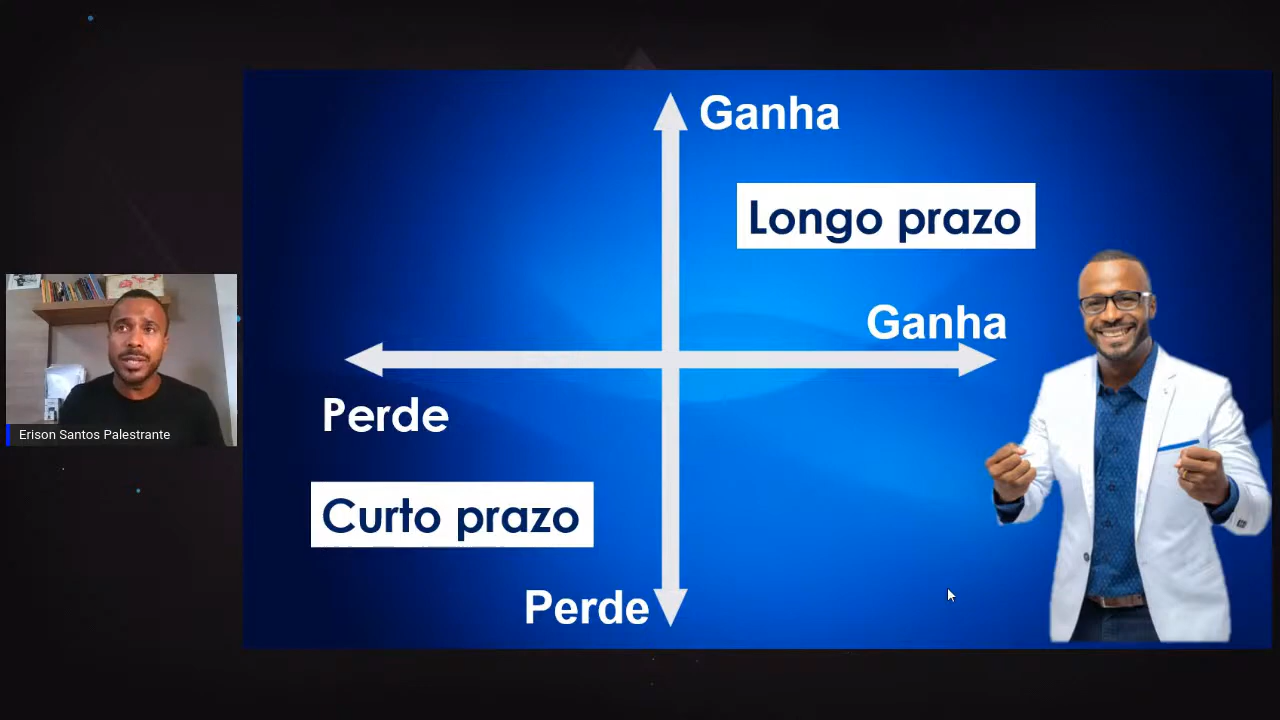 Ganha
Longo prazo
Ganha
Perde
Erison Santos Palestrante
Curto prazo
Perde